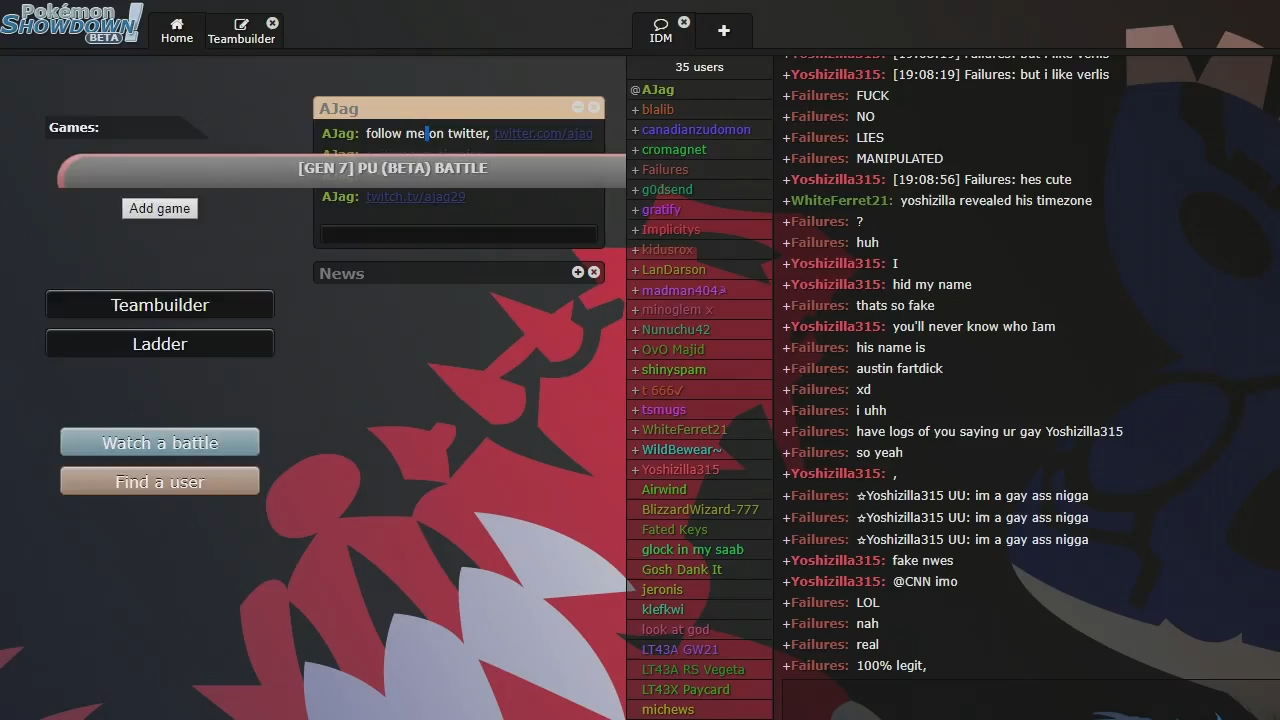 Pokémon
SHOWDOWN!
BETA
Home
Teambuilder
IDM
Games:
[GEN 7] PU (BETA) BATTLE
Add game
Teambuilder
Ladder
Watch a battle
Find a user
AJag
AJag: follow me on twitter, twitter.com/ajag
AJag:
AJag: twitch.tv/ajag29
News
35 users
@AJag
+blalib
+canadianzudomon
+cromagnet
+Failures
+g0dsend
+gratify
+Implicitys
+kidusrox
+LanDarson
+madman404
+minoglem x
+Nunuchu42
+OvO Majid
+shinyspam
+t 666✓
+tsmugs
+WhiteFerret21
+WildBewear~
+Yoshizilla315
Airwind
BlizzardWizard-777
Fated Keys
glock in my saab
Gosh Dank It
jeronis
klefkwi
look at god
LT43A GW21
LT43A RS Vegeta
LT43X Paycard
michews
+Yoshizilla315: [19:08:19] Failures: but i like verlis
+Failures: FUCK
+Failures: NO
+Failures: LIES
+Failures: MANIPULATED
+Yoshizilla315: [19:08:56] Failures: hes cute
+WhiteFerret21: yoshizilla revealed his timezone
+Failures: ?
+Failures: huh
+Yoshizilla315: I
+Yoshizilla315: hid my name
+Failures: thats so fake
+Yoshizilla315: you'll never know who Iam
+Failures: his name is
+Failures: austin fartdick
+Failures: xd
+Failures: i uhh
+Failures: have logs of you saying ur gay Yoshizilla315
+Failures: so yeah
+Yoshizilla315: ,
+Failures: ☆Yoshizilla315 UU: im a gay ass nigga
+Failures: ☆Yoshizilla315 UU: im a gay ass nigga
+Failures: ☆Yoshizilla315 UU: im a gay ass nigga
+Yoshizilla315: fake nwes
+Yoshizilla315: @CNN imo
+Failures: LOL
+Failures: nah
+Failures: real
+Failures: 100% legit,